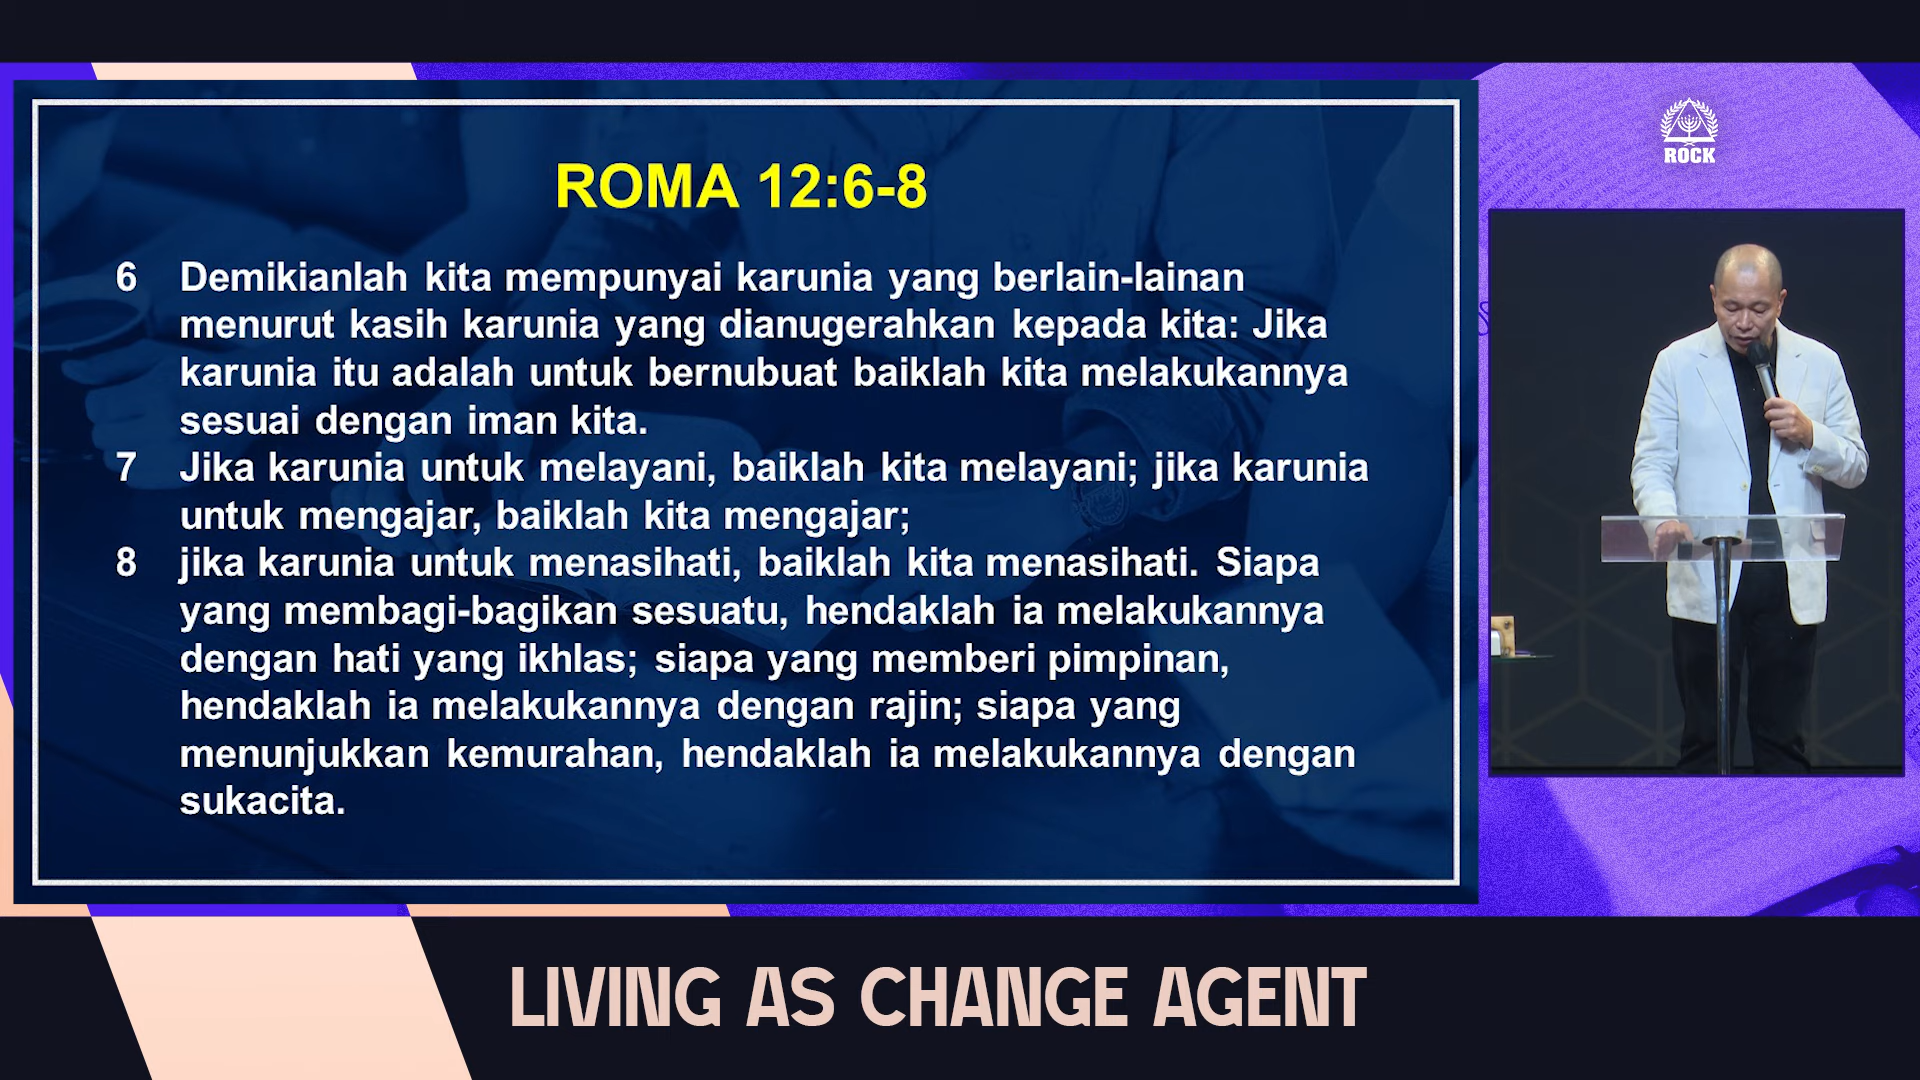 ROMA 12:6-8
6 Demikianlah kita mempunyai karunia yang berlain-lainan
menurut kasih karunia yang dianugerahkan kepada kita: Jika
karunia itu adalah untuk bernubuat baiklah kita melakukannya
sesuai dengan iman kita.
7 Jika karunia untuk melayani, baiklah kita melayani; jika karunia
untuk mengajar, baiklah kita mengajar;
8 jika karunia untuk menasihati, baiklah kita menasihati. Siapa
yang membagi-bagikan sesuatu, hendaklah ia melakukannya
dengan hati yang ikhlas; siapa yang memberi pimpinan,
hendaklah ia melakukannya dengan rajin; siapa yang
menunjukkan kemurahan, hendaklah ia melakukannya dengan
sukacita.
ROCK
LIVING AS CHANGE AGENT